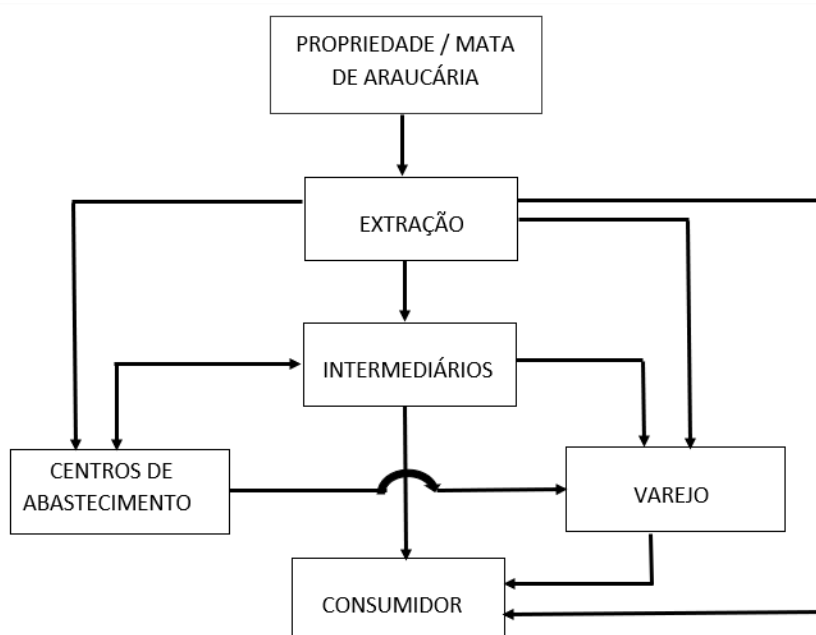 PROPRIEDADE / MATA
DE ARAUCÁRIA
EXTRAÇÃO
INTERMEDIÁRIOS
CENTROS DE
ABASTECIMENTO
VAREJO
CONSUMIDOR